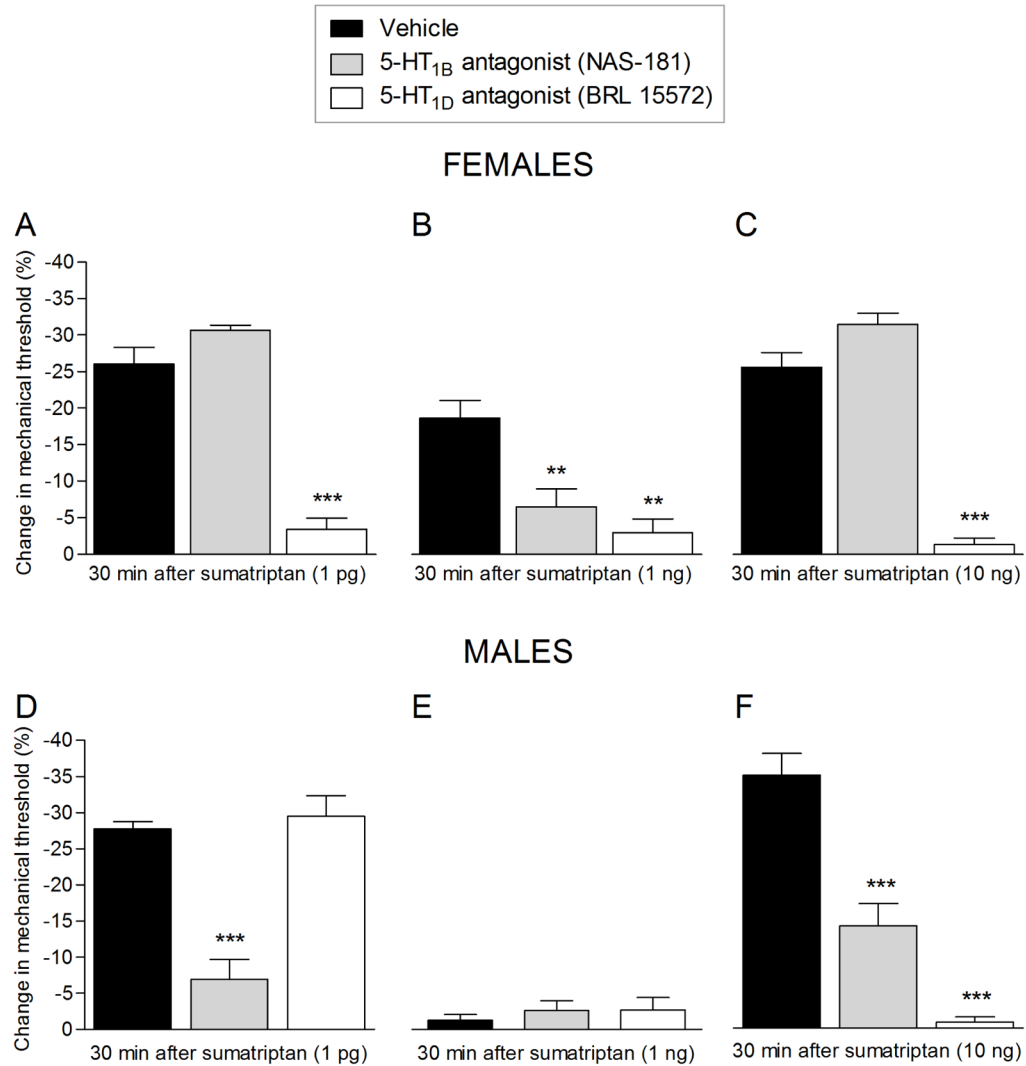 Vehicle
5-HT1B antagonist (NAS-181)
5-HT1D antagonist (BRL 15572)
FEMALES
A
B
C
Change in mechanical threshold (%)
-40
-35
-30
-25
-20
-15
-10
-5
0
***
**
**
***
30 min after sumatriptan (1 pg)
30 min after sumatriptan (1 ng)
30 min after sumatriptan (10 ng)
MALES
D
E
F
Change in mechanical threshold (%)
-40
-35
-30
-25
-20
-15
-10
-5
0
***
***
***
30 min after sumatriptan (1 pg)
30 min after sumatriptan (1 ng)
30 min after sumatriptan (10 ng)